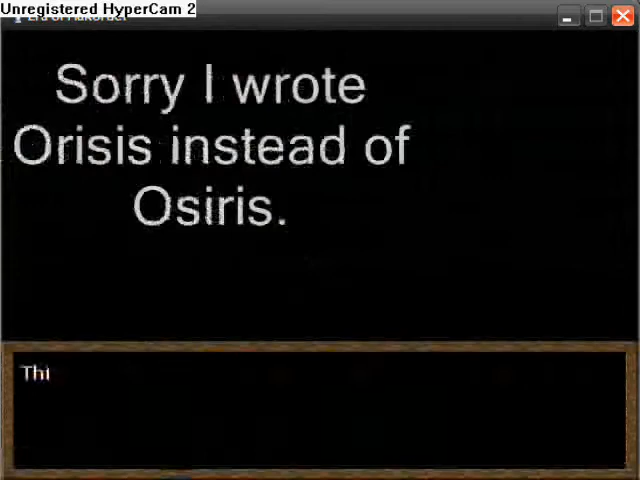 Unregistered HyperCam 2
Sorry I wrote
Orisis instead of
Osiris.
Thi